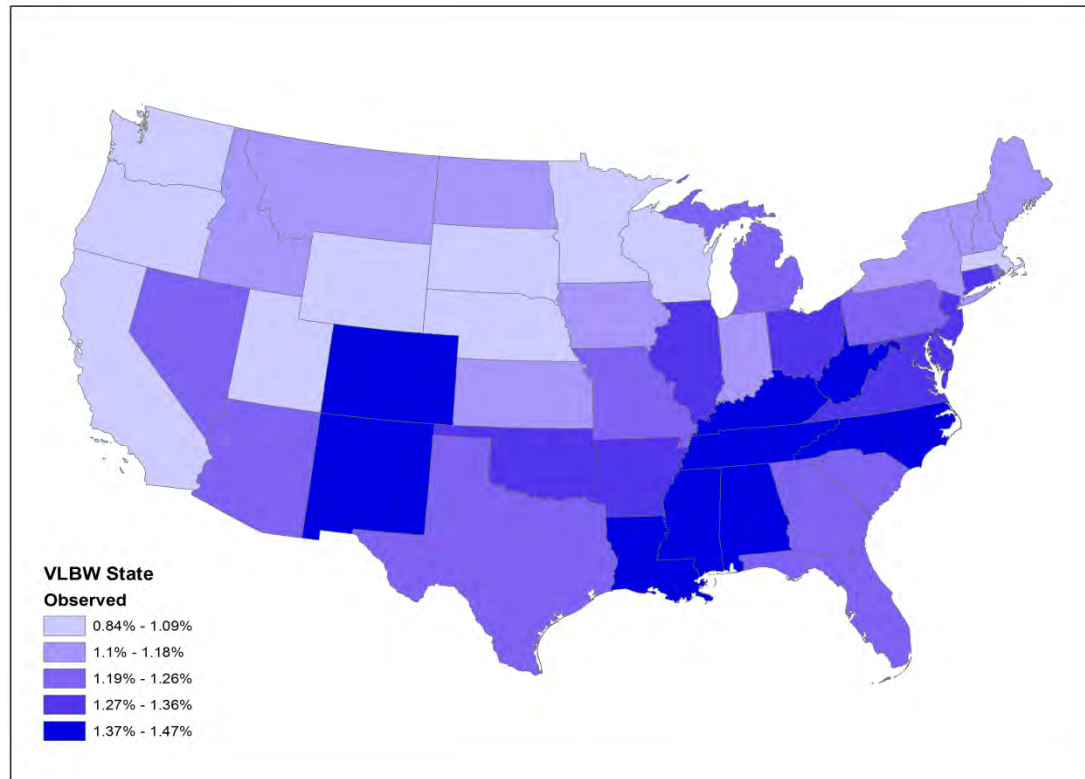 VLBW State
Observed
0.84% - 1.09%
1.1% - 1.18%
1.19% - 1.26%
1.27% - 1.36%
1.37% - 1.47%